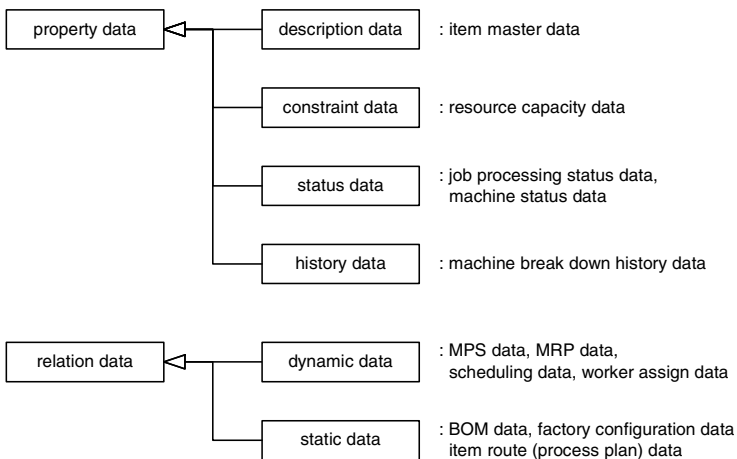 property data
description data
: item master data
constraint data
: resource capacity data
status data
: job processing status data,
machine status data
history data
: machine break down history data
relation data
dynamic data
: MPS data, MRP data,
scheduling data, worker assign data
static data
: BOM data, factory configuration data
item route (process plan) data